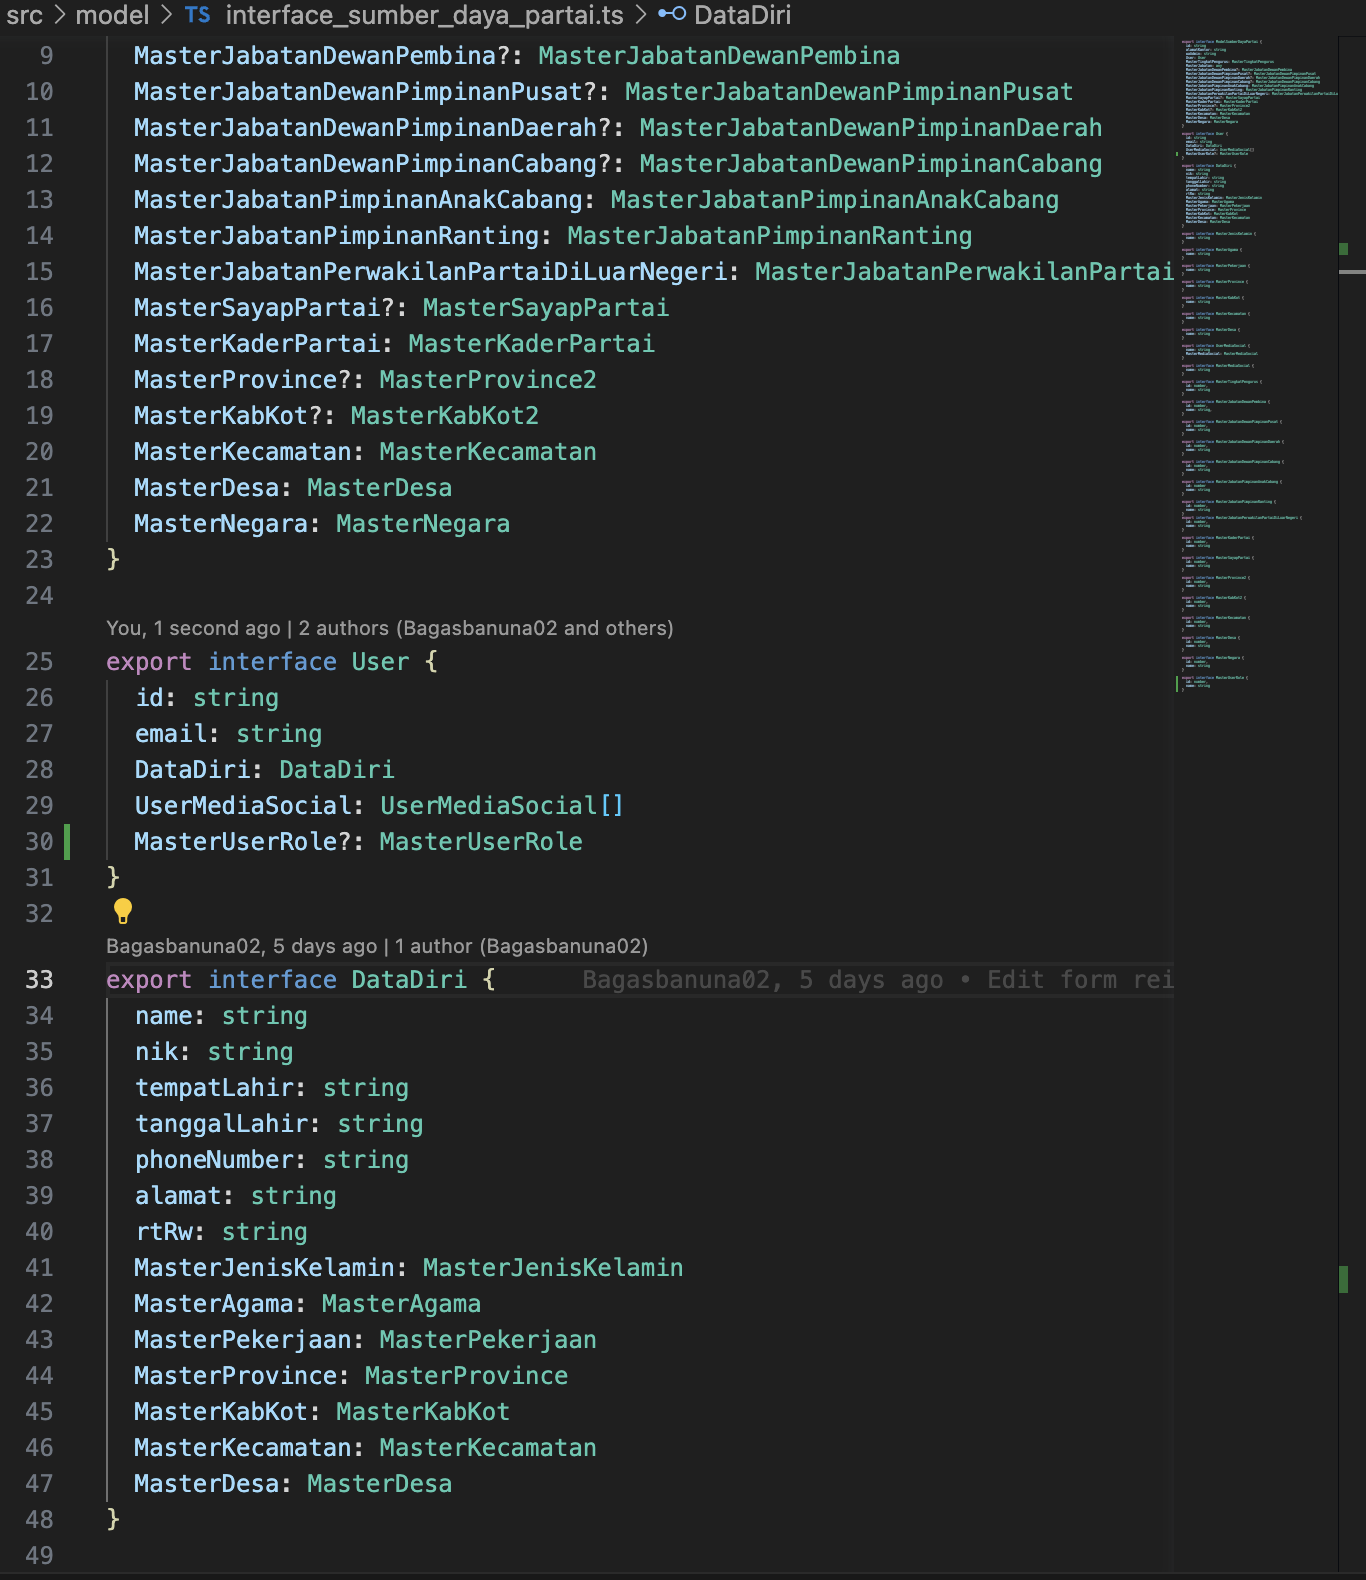 src > model > TS interface_sumber_daya_partai.ts > DataDiri
9 MasterJabatanDewanPembina?: MasterJabatanDewanPembina
10 MasterJabatanDewanPimpinanPusat?: MasterJabatanDewanPimpinanPusat
11 MasterJabatanDewanPimpinanDaerah?: MasterJabatanDewanPimpinanDaerah
12 MasterJabatanDewanPimpinanCabang?: MasterJabatanDewanPimpinanCabang
13 MasterJabatanPimpinanAnakCabang: MasterJabatanPimpinanAnakCabang
14 MasterJabatanPimpinanRanting: MasterJabatanPimpinanRanting
15 MasterJabatanPerwakilanPartaiDiLuarNegeri: MasterJabatanPerwakilanPartai
16 MasterSayapPartai?: MasterSayapPartai
17 MasterKaderPartai: MasterKaderPartai
18 MasterProvince?: MasterProvince2
19 MasterKabKot?: MasterKabKot2
20 MasterKecamatan: MasterKecamatan
21 MasterDesa: MasterDesa
22 MasterNegara: MasterNegara
23 }
24
You, 1 second ago | 2 authors (Bagasbanuna02 and others)
25 export interface User {
26 id: string
27 email: string
28 DataDiri: DataDiri
29 UserMediaSocial: UserMediaSocial[]
30 MasterUserRole?: MasterUserRole
31 }
32
Bagasbanuna02, 5 days ago | 1 author (Bagasbanuna02)
33 export interface DataDiri { Bagasbanuna02, 5 days ago • Edit form rei
34 name: string
35 nik: string
36 tempatLahir: string
37 tanggalLahir: string
38 phoneNumber: string
39 alamat: string
40 rtRw: string
41 MasterJenisKelamin: MasterJenisKelamin
42 MasterAgama: MasterAgama
43 MasterPekerjaan: MasterPekerjaan
44 MasterProvince: MasterProvince
45 MasterKabKot: MasterKabKot
46 MasterKecamatan: MasterKecamatan
47 MasterDesa: MasterDesa
48 }
49